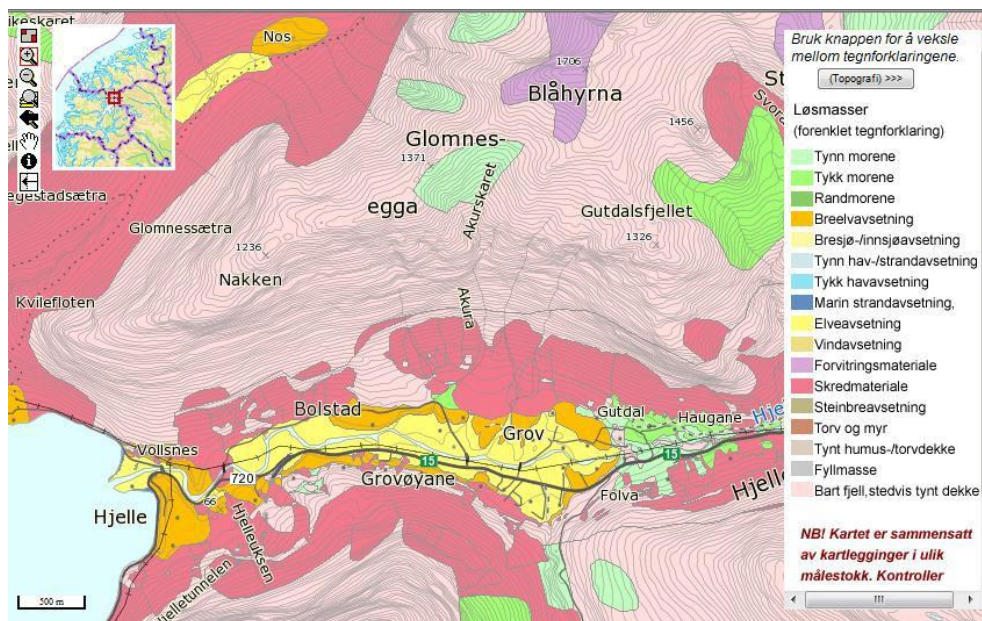 ikeskaret
Nos
1706
Blåhyrna
St
Svora
1456
Glomnes-
1371
egga
Akurskaret
egestadsætra
Glomnessætra
Gutdalsfjellet
1326
1236
Nakken
Kvilefloten
Akura
Bolstad
Gutdal
Haugane
Hje
Grov
Vollsnes
15
15
720
Grovøyane
Hjelle
66
Folva
Hjelle
Hjelleuksen
Hjelletunnelen
500 m
Bruk knappen for å veksle
mellom tegnforklaringene.
(Topografi) >>>
Løsmasser
(forenklet tegnforklaring)
Tynn morene
Tykk morene
Randmorene
Breelvavsetning
Bresjø-/innsjøavsetning
Tynn hav-/strandavsetning
Tykk havavsetning
Marin strandavsetning,
Elveavsetning
Vindavsetning
Forvitringsmateriale
Skredmateriale
Steinbreavsetning
Torv og myr
Tynt humus-/torvdekke
Fyllmasse
Bart fjell,stedvis tynt dekke
NB! Kartet er sammensatt
av kartlegginger i ulik
målestokk. Kontroller